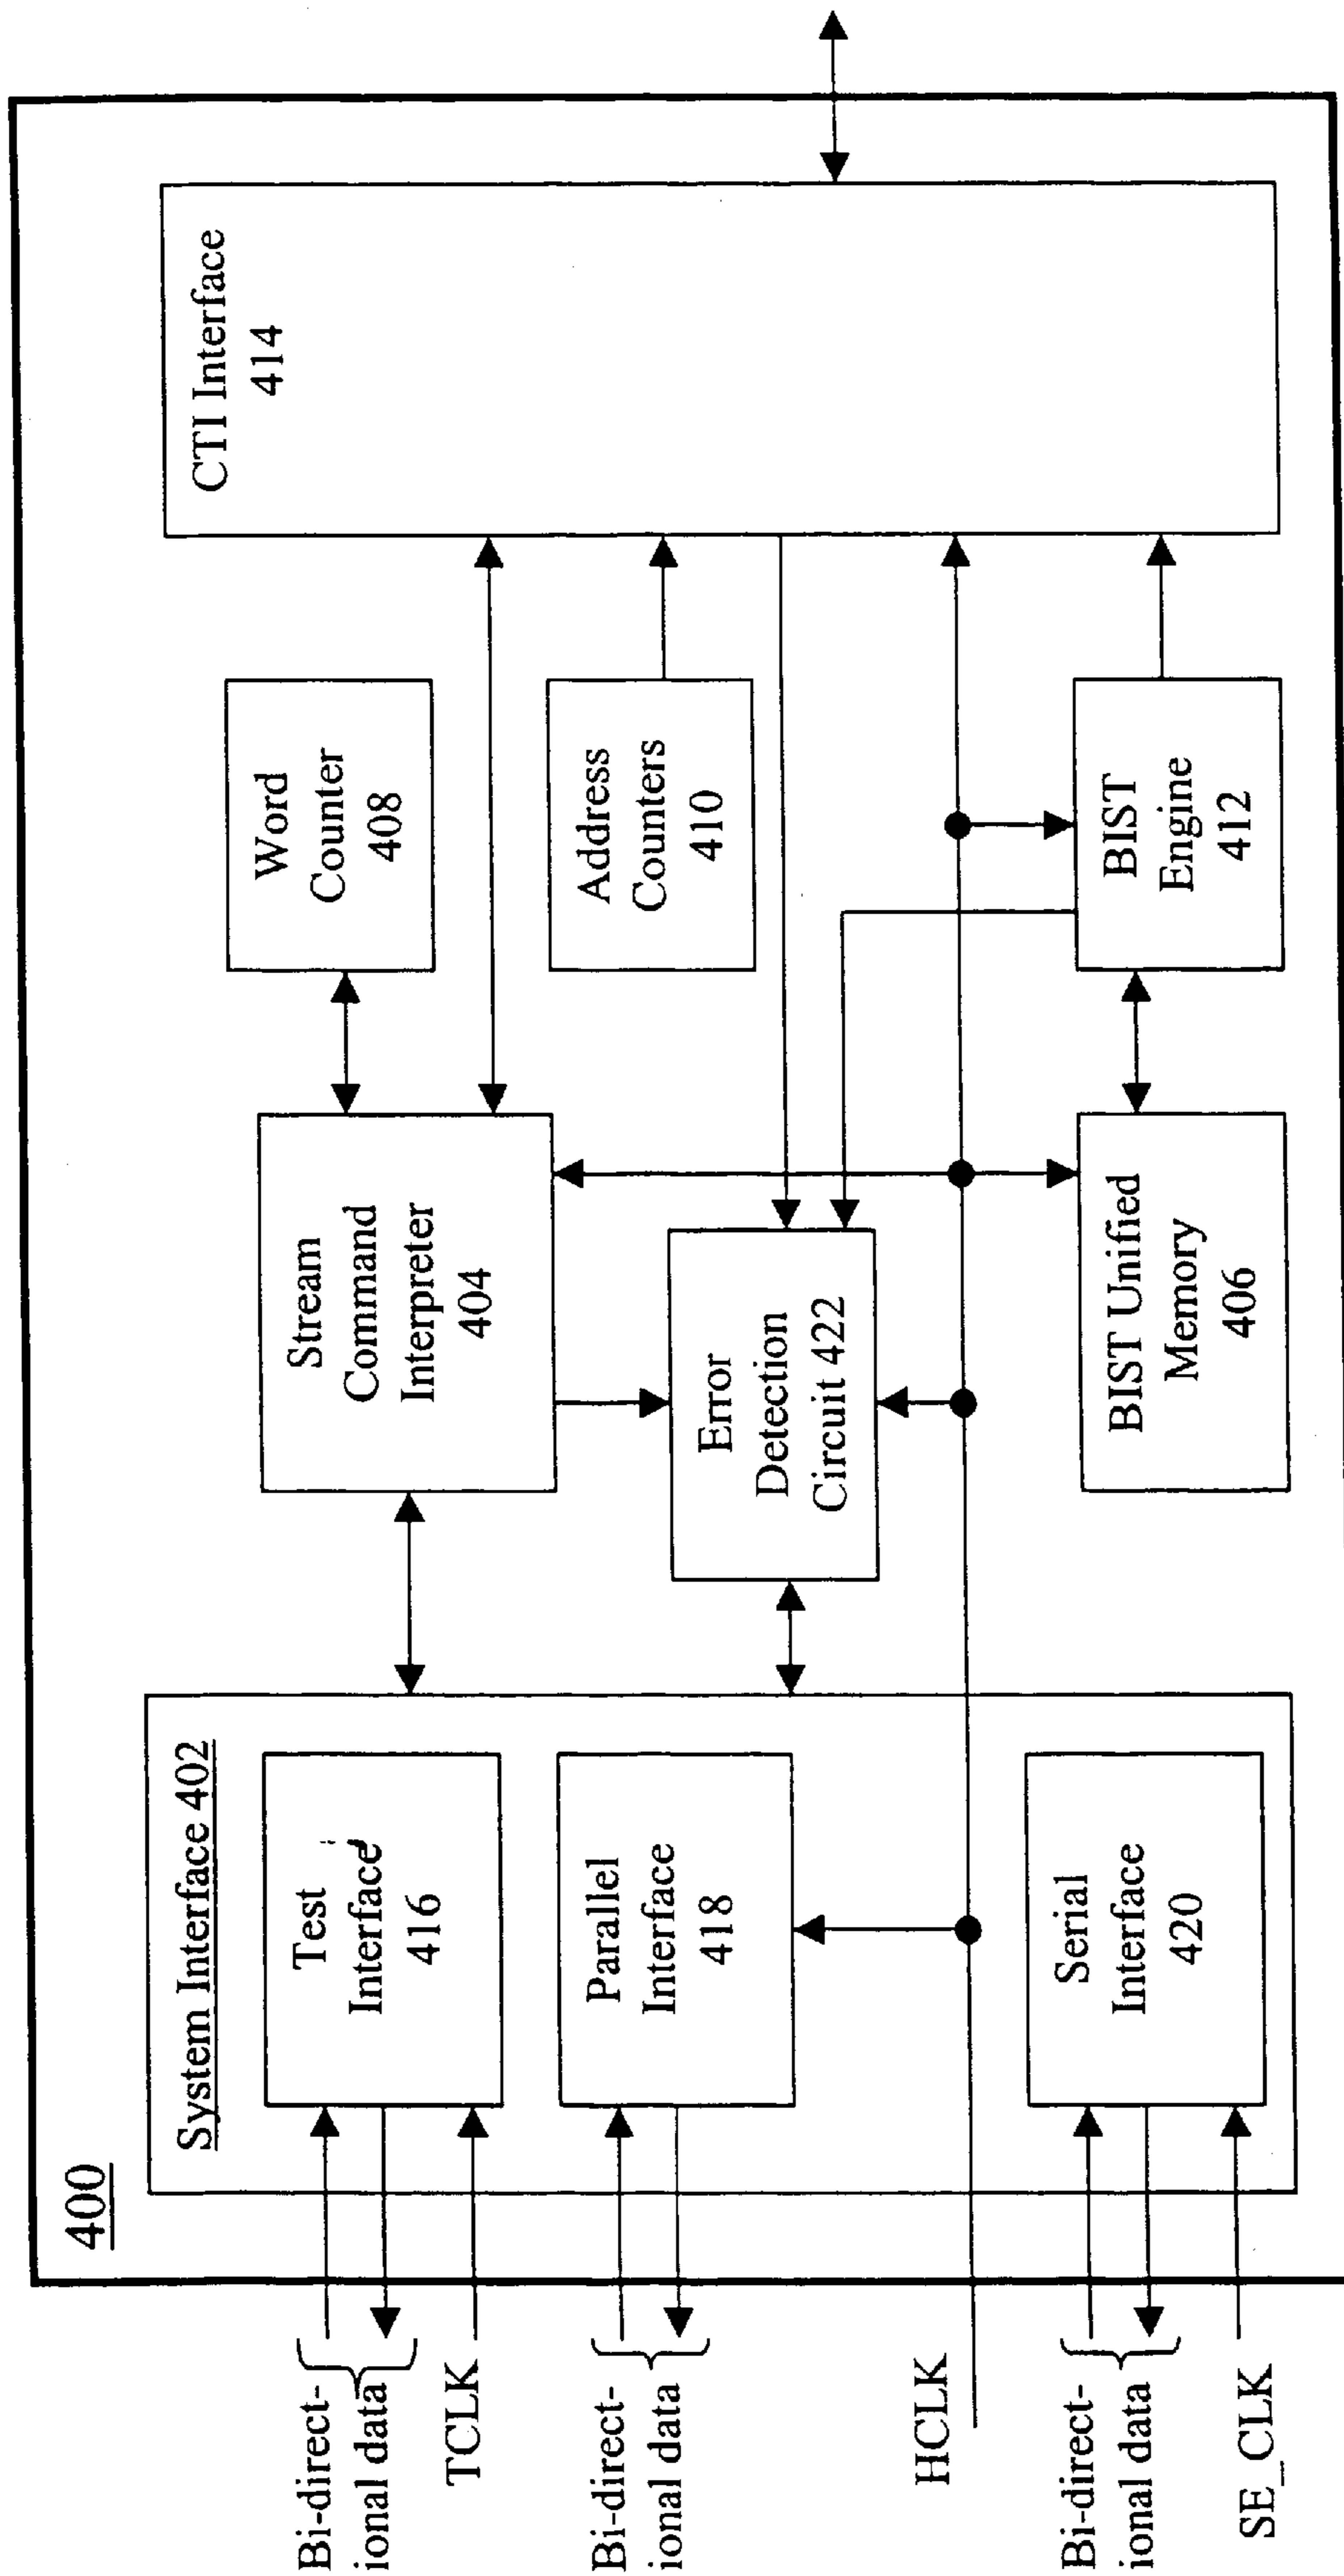 400
System Interface 402
Bi-direct-
ional data
TCLK
Test
Interface
416
Bi-direct-
ional data
Parallel
Interface
418
HCLK
Bi-direct-
ional data
SE_CLK
Serial
Interface
420
Stream
Command
Interpreter
404
Error
Detection
Circuit 422
BIST Unified
Memory
406
Word
Counter
408
Address
Counters
410
BIST
Engine
412
CTI Interface
414